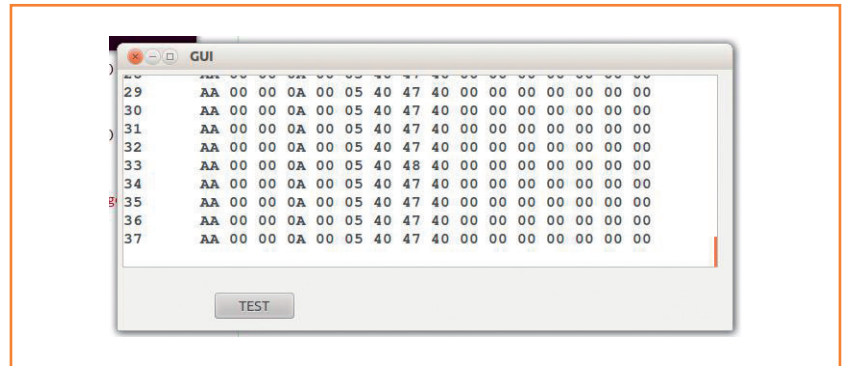 GUI
29 AA 00 00 0A 00 05 40 47 40 00 00 00 00 00 00 00
30 AA 00 00 0A 00 05 40 47 40 00 00 00 00 00 00 00
31 AA 00 00 0A 00 05 40 47 40 00 00 00 00 00 00 00
32 AA 00 00 0A 00 05 40 47 40 00 00 00 00 00 00 00
33 AA 00 00 0A 00 05 40 48 40 00 00 00 00 00 00 00
34 AA 00 00 0A 00 05 40 47 40 00 00 00 00 00 00 00
35 AA 00 00 0A 00 05 40 47 40 00 00 00 00 00 00 00
36 AA 00 00 0A 00 05 40 47 40 00 00 00 00 00 00 00
37 AA 00 00 0A 00 05 40 47 40 00 00 00 00 00 00 00
TEST